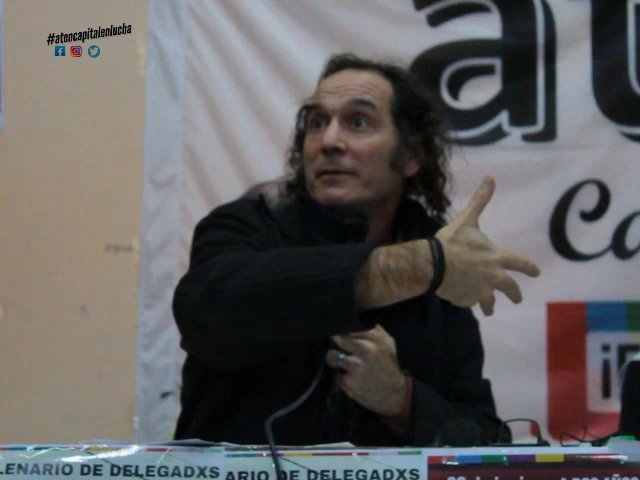 #atencapitalenlucha
at
Ca
LENARIO DE DELEGADXS
ARIO DE DELEGADXS